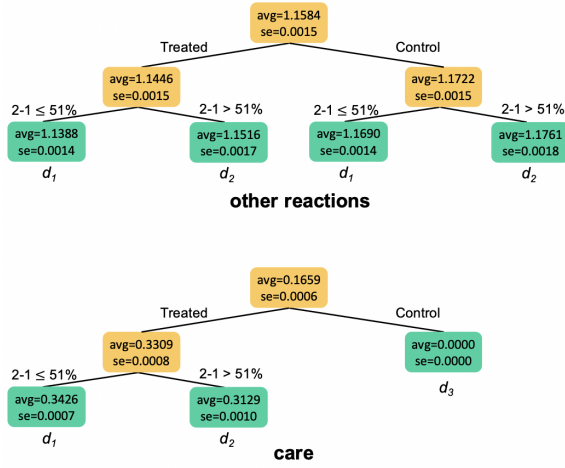 avg=1.1584
se=0.0015
Treated
Control
avg=1.1446
se=0.0015
avg=1.1722
se=0.0015
2-1 ≤ 51%
2-1 > 51%
2-1 ≤ 51%
2-1 > 51%
avg=1.1388
se=0.0014
avg=1.1516
se=0.0017
avg=1.1690
se=0.0014
avg=1.1761
se=0.0018
d1
d2
d1
d2
other reactions
avg=0.1659
se=0.0006
Treated
Control
avg=0.3309
se=0.0008
avg=0.0000
se=0.0000
2-1 ≤ 51%
2-1 > 51%
d3
avg=0.3426
se=0.0007
avg=0.3129
se=0.0010
d1
d2
care